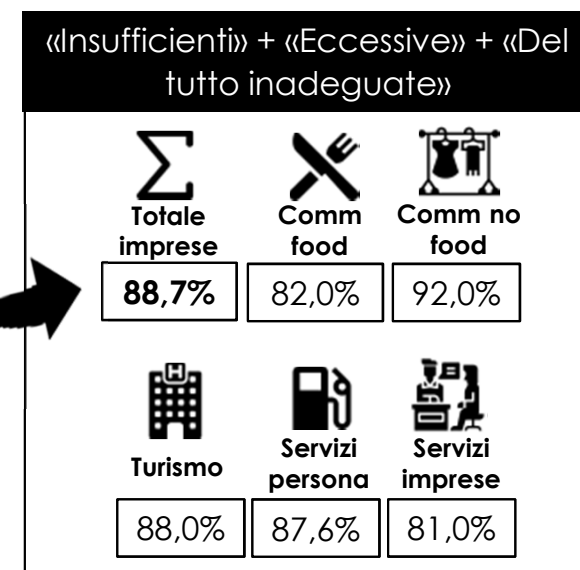 «Insufficienti» + «Eccessive» + «Del
tutto inadeguate»
Totale
imprese
88,7%
Comm
food
82,0%
Comm no
food
92,0%
H
Turismo
88,0%
Servizi
persona
87,6%
Servizi
imprese
81,0%